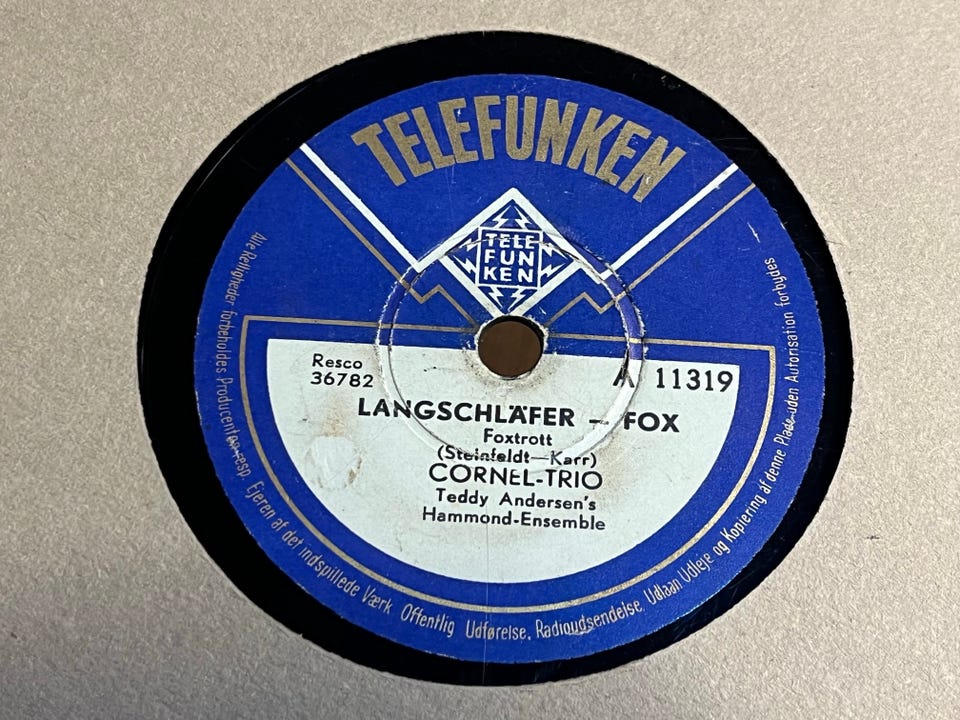 TELEFUNKEN
TELE
FUN
KEN
Resco
36782
A 11319
LANGSCHLÄFER – FOX
Foxtrott
(Steinfeldt—Karr)
CORNEL-TRIO
Teddy Andersen's
Hammond-Ensemble
Alle Rettigheder forbeholdes Producenten resp. Ejeren af det indspillede Værk Offentlig Udførelse, Radioudsendelse, Udlaan Udleje og Kopiering af denne Plade uden Autorisation forbydes